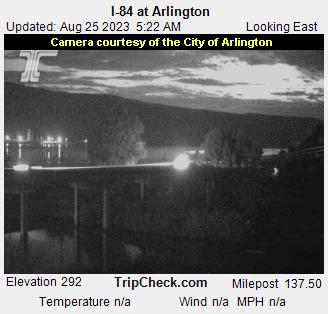 I-84 at Arlington
Updated: Aug 25 2023 5:22 AM Looking East
Camera courtesy of the City of Arlington
Elevation 292 TripCheck.com Milepost 137.50
Temperature n/a Wind n/a MPH n/a